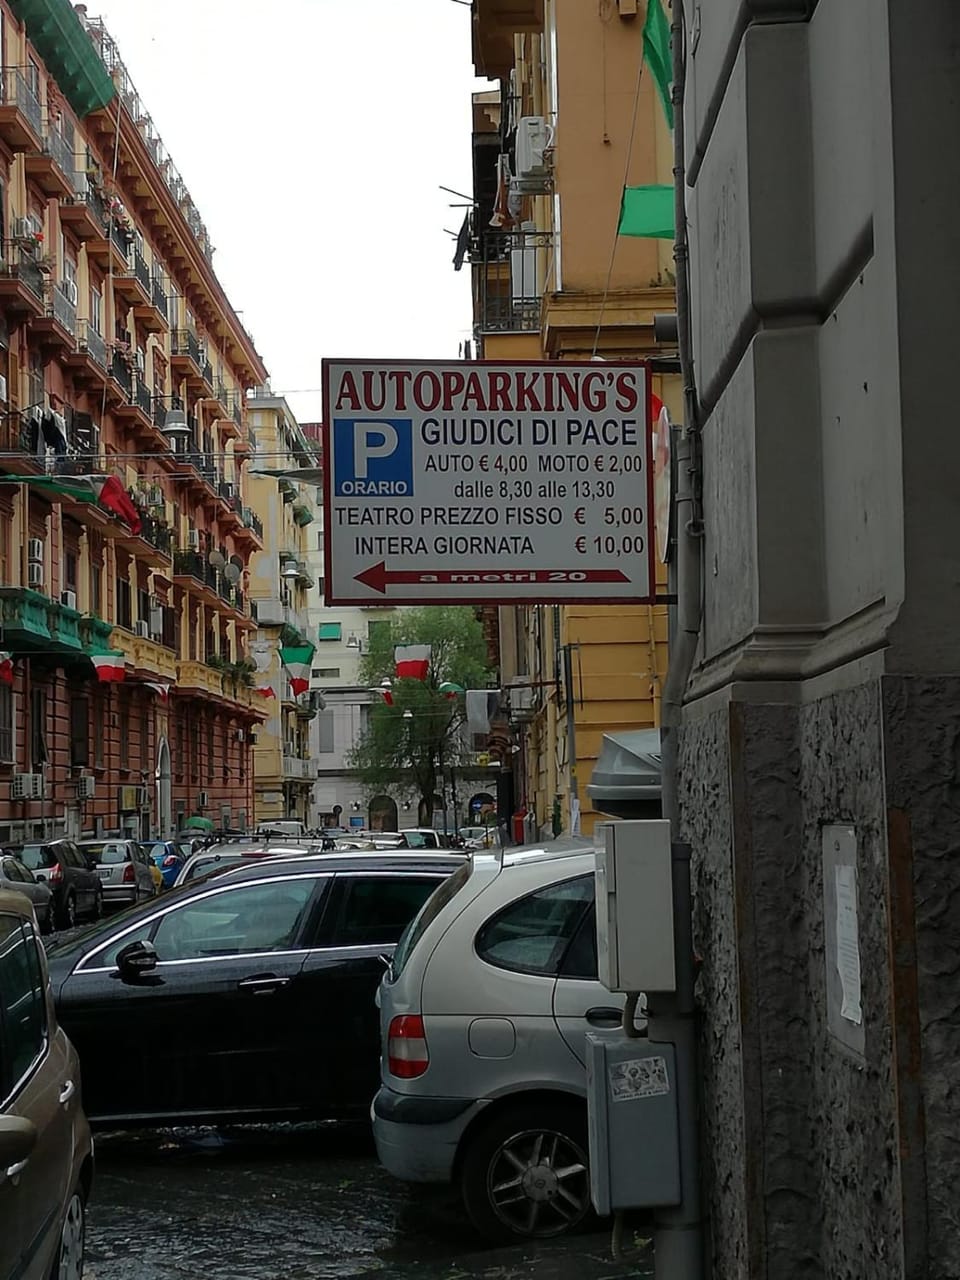 AUTOPARKING'S
P
ORARIO
GIUDICI DI PACE
AUTO € 4,00 MOTO € 2,00
dalle 8,30 alle 13,30
TEATRO PREZZO FISSO € 5,00
INTERA GIORNATA € 10,00
a metri 20